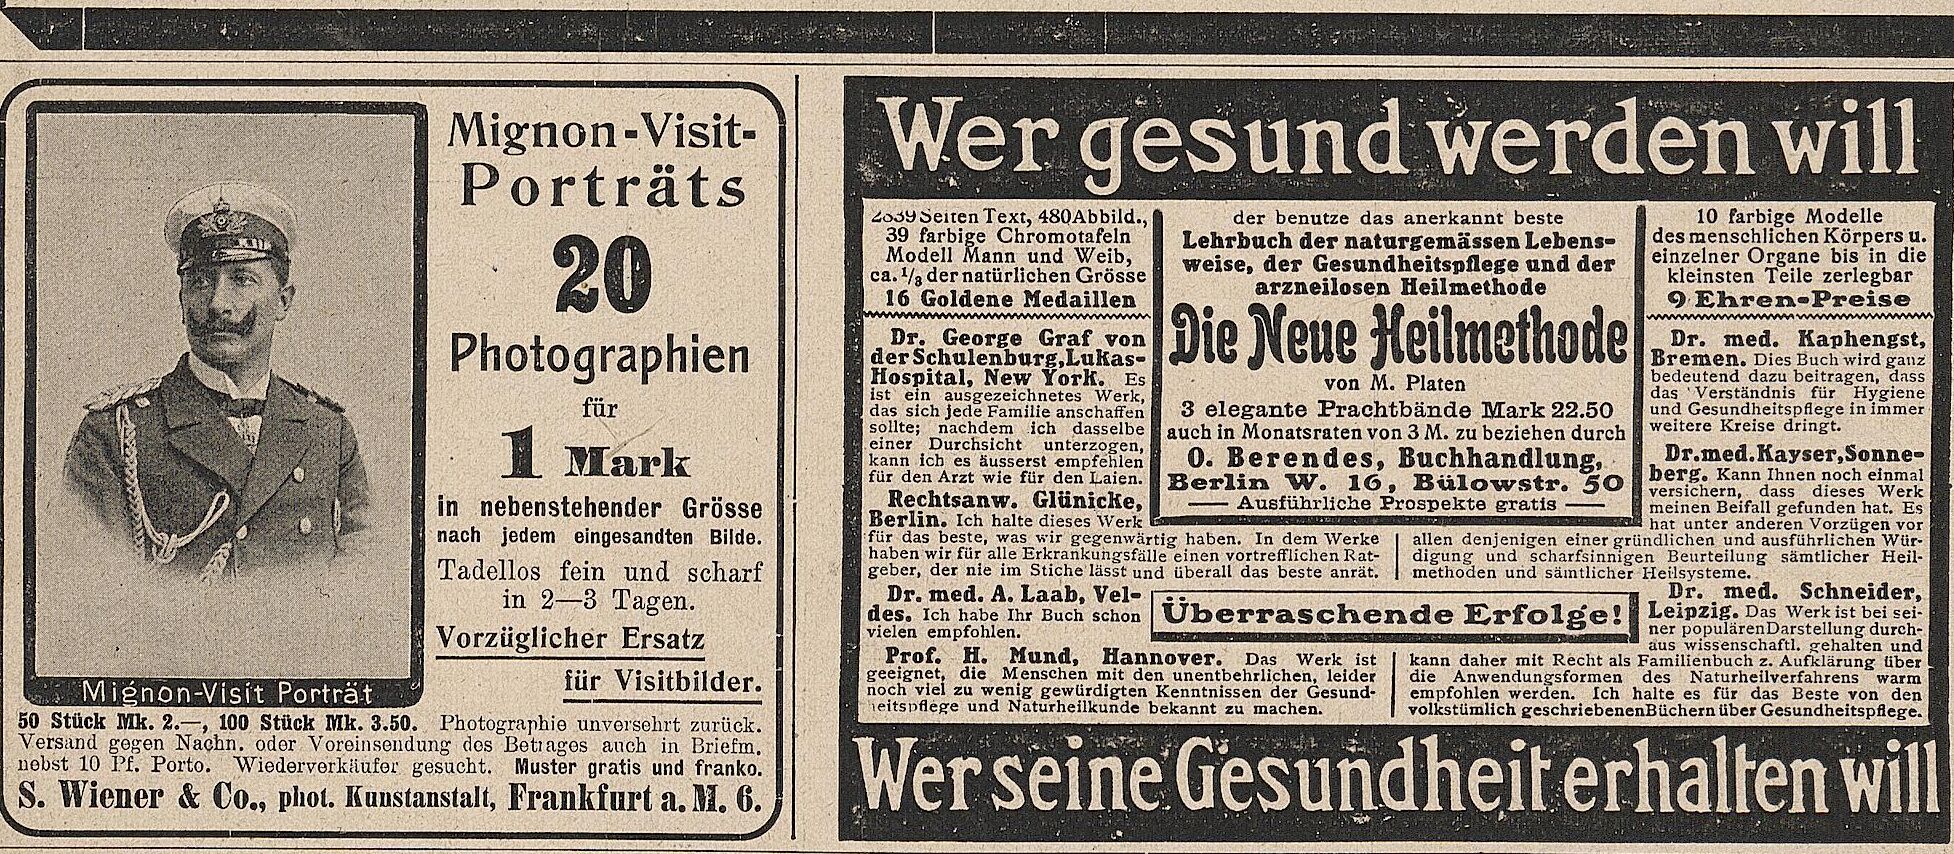 Mignon-Visit-
Porträts
20
Photographien
für
1 Mark
in nebenstehender Grösse
nach jedem eingesandten Bilde.
Tadellos fein und scharf
in 2—3 Tagen.
Vorzüglicher Ersatz
für Visitbilder.
Mignon-Visit Porträt
50 Stück Mk. 2.—, 100 Stück Mk. 3.50. Photographie unversehrt zurück.
Versand gegen Nachn. oder Voreinsendung des Betrages auch in Briefm.
nebst 10 Pf. Porto. Wiederverkäufer gesucht. Muster gratis und franko.
S. Wiener & Co., phot. Kunstanstalt, Frankfurt a. M. 6.
Wer gesund werden will
2339 Seiten Text, 480 Abbild.,
39 farbige Chromotafeln
Modell Mann und Weib,
ca. 1/3 der natürlichen Grösse
16 Goldene Medaillen
der benutze das anerkannt beste
Lehrbuch der naturgemässen Lebens-
weise, der Gesundheitspflege und der
arzneilosen Heilmethode
Die Neue Heilmethode
von M. Platen
3 elegante Prachtbände Mark 22.50
auch in Monatsraten von 3 M. zu beziehen durch
O. Berendes, Buchhandlung,
Berlin W. 16, Bülowstr. 50
— Ausführliche Prospekte gratis —
10 farbige Modelle
des menschlichen Körpers u.
einzelner Organe bis in die
kleinsten Teile zerlegbar
9 Ehren-Preise
Dr. George Graf von
der Schulenburg, Lukas-
Hospital, New York. Es
ist ein ausgezeichnetes Werk,
das sich jede Familie anschaffen
sollte; nachdem ich dasselbe
einer Durchsicht unterzogen,
kann ich es äusserst empfehlen
für den Arzt wie für den Laien.
Rechtsanw. Glünicke,
Berlin. Ich halte dieses Werk
für das beste, was wir gegenwärtig haben. In dem Werke
haben wir für alle Erkrankungsfälle einen vortrefflichen Rat-
geber, der nie im Stiche lässt und überall das beste anrät.
Dr. med. A. Laab, Vel-
des. Ich habe Ihr Buch schon
vielen empfohlen.
Prof. H. Mund, Hannover. Das Werk ist
geeignet, die Menschen mit den unentbehrlichen, leider
noch viel zu wenig gewürdigten Kenntnissen der Gesund-
heitspflege und Naturheilkunde bekannt zu machen.
Überraschende Erfolge!
Dr. med. Kaphengst,
Bremen. Dies Buch wird ganz
bedeutend dazu beitragen, dass
das Verständnis für Hygiene
und Gesundheitspflege in immer
weitere Kreise dringt.
Dr. med. Kayser, Sonne-
berg. Kann Ihnen noch einmal
versichern, dass dieses Werk
meinen Beifall gefunden hat. Es
hat unter anderen Vorzügen vor
allen denjenigen einer gründlichen und ausführlichen Wür-
digung und scharfsinnigen Beurteilung sämtlicher Heil-
methoden und sämtlicher Heilsysteme.
Dr. med. Schneider,
Leipzig. Das Werk ist bei sei-
ner populären Darstellung durch-
aus wissenschaftl. gehalten und
kann daher mit Recht als Familienbuch z. Aufklärung über
die Anwendungsformen des Naturheilverfahrens warm
empfohlen werden. Ich halte es für das Beste von den
volkstümlich geschriebenen Büchern über Gesundheitspflege.
Wer seine Gesundheit erhalten will